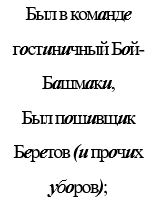 Был в команде
гостиничный Бой-
Башмаки,
Был пошивщик
Беретов (и прочих
уборов);